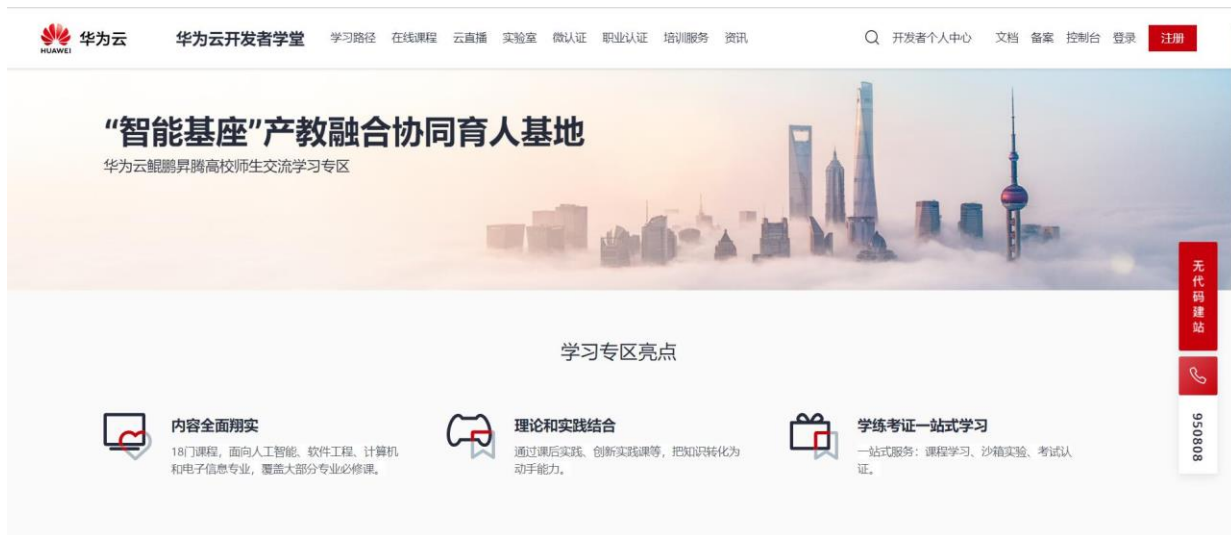 HUAWEI
华为云
华为云开发者学堂
学习路径 在线课程 云直播 实验室 微认证 职业认证 培训服务 资讯
开发者个人中心 文档 备案 控制台 登录 注册
“智能基座”产教融合协同育人基地
华为云鲲鹏昇腾高校师生交流学习专区
无代码建站
950808
学习专区亮点
内容全面翔实
18门课程，面向人工智能、软件工程、计算机
和电子信息专业，覆盖大部分专业必修课。
理论和实践结合
通过课后实践、创新实践课等，把知识转化为
动手能力。
学练考证一站式学习
一站式服务：课程学习、沙箱实验、考试认
证。